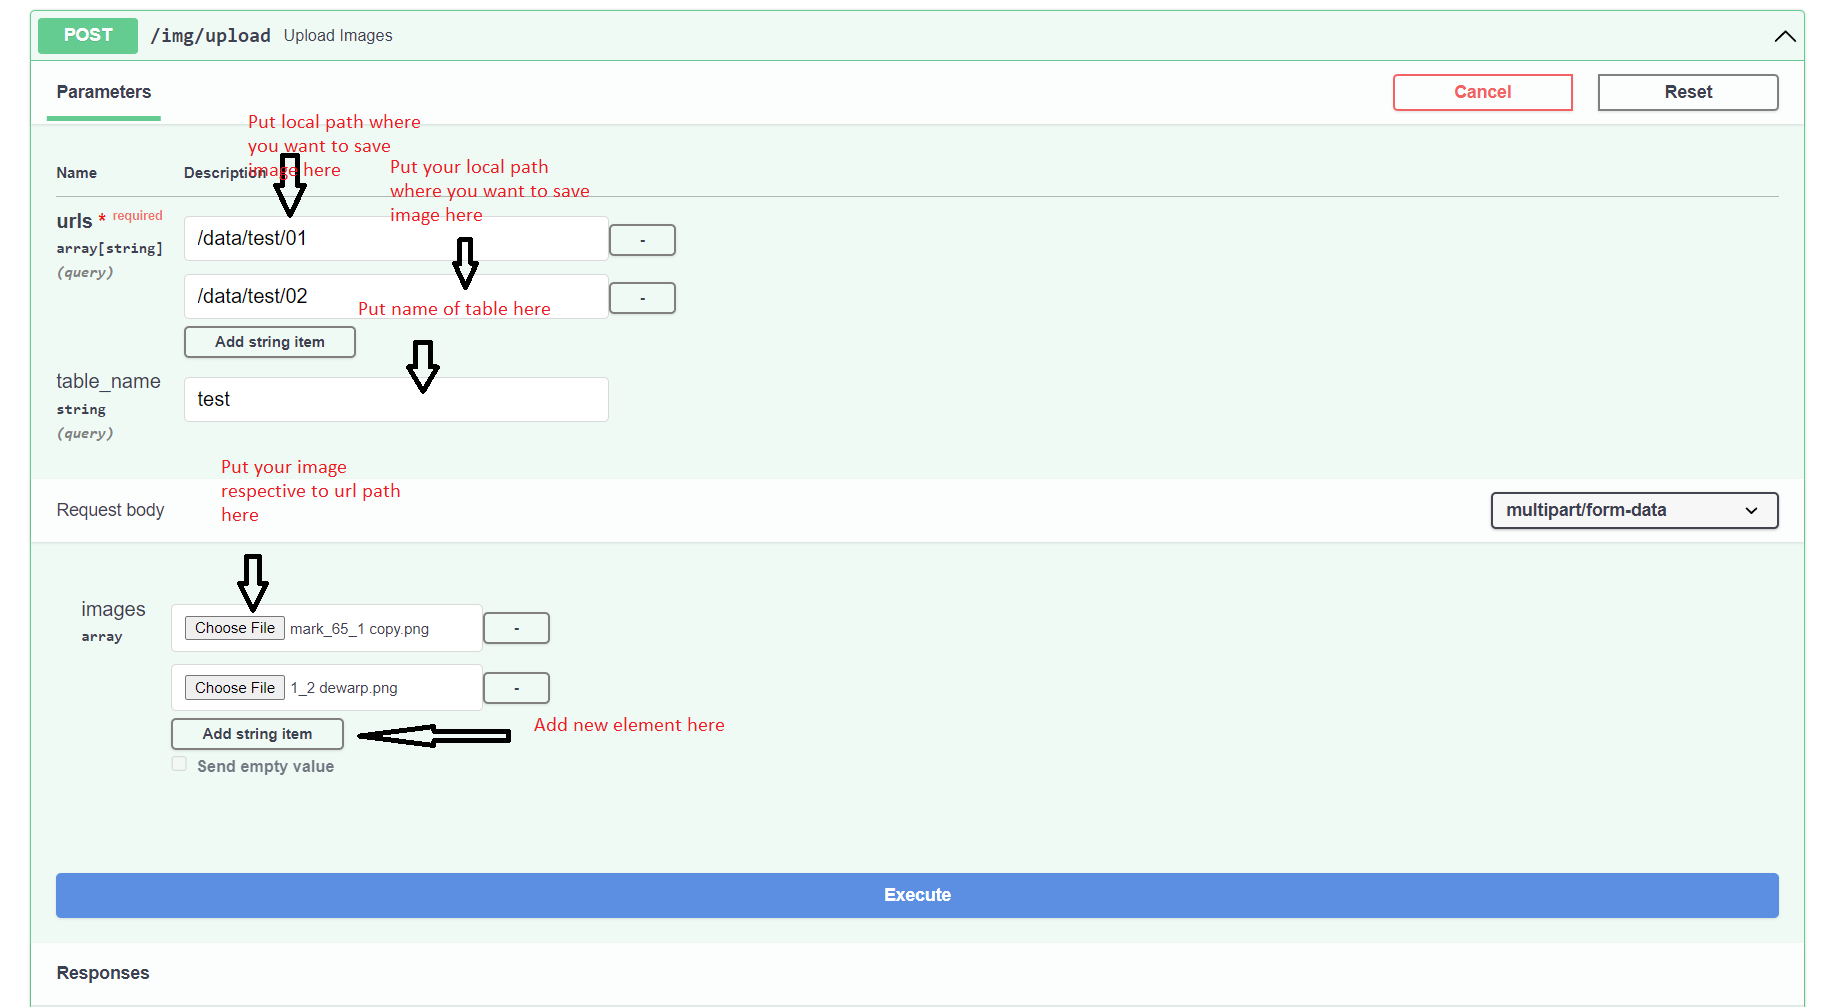 POST /img/upload Upload Images
Parameters
Cancel
Reset
Put local path where
you want to save
image here
Put your local path
where you want to save
image here
Name
Description
urls * required
array[string]
(query)
/data/test/01
-
/data/test/02
-
Put name of table here
Add string item
table_name
string
(query)
test
Put your image
respective to url path
here
Request body
multipart/form-data
images
array
Choose File mark_65_1 copy.png
-
Choose File 1_2 dewarp.png
-
Add string item
Add new element here
Send empty value
Execute
Responses